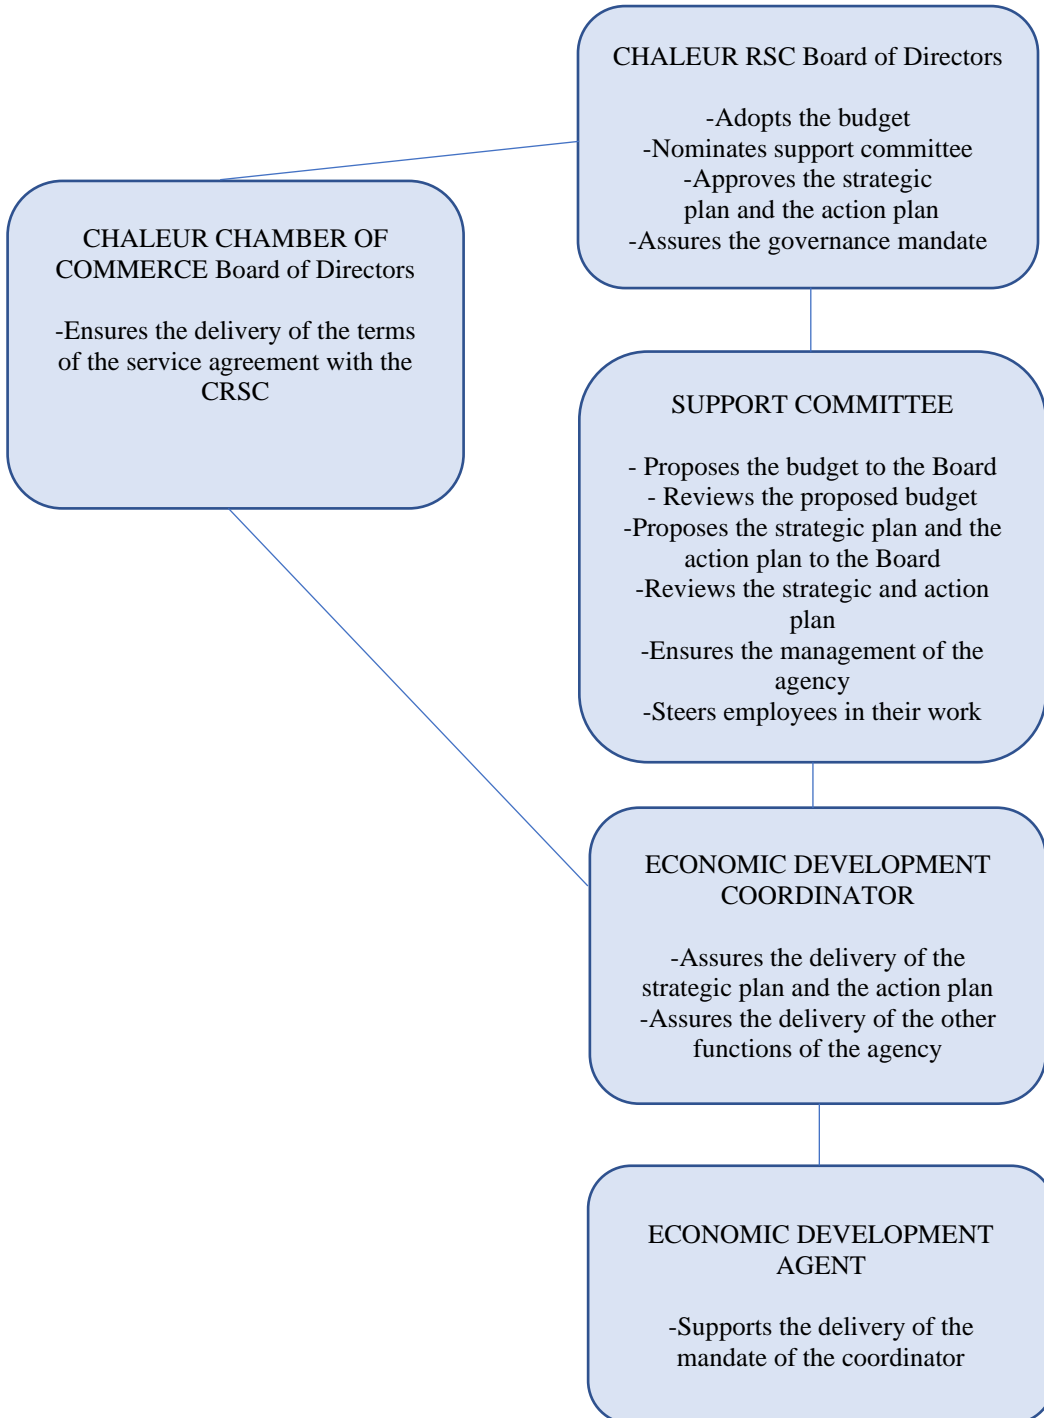 CHALEUR RSC Board of Directors
-Adopts the budget
-Nominates support committee
-Approves the strategic
plan and the action plan
-Assures the governance mandate
CHALEUR CHAMBER OF
COMMERCE Board of Directors
-Ensures the delivery of the terms
of the service agreement with the
CRSC
SUPPORT COMMITTEE
- Proposes the budget to the Board
- Reviews the proposed budget
-Proposes the strategic plan and the
action plan to the Board
-Reviews the strategic and action
plan
-Ensures the management of the
agency
-Steers employees in their work
ECONOMIC DEVELOPMENT
COORDINATOR
-Assures the delivery of the
strategic plan and the action plan
-Assures the delivery of the other
functions of the agency
ECONOMIC DEVELOPMENT
AGENT
-Supports the delivery of the
mandate of the coordinator